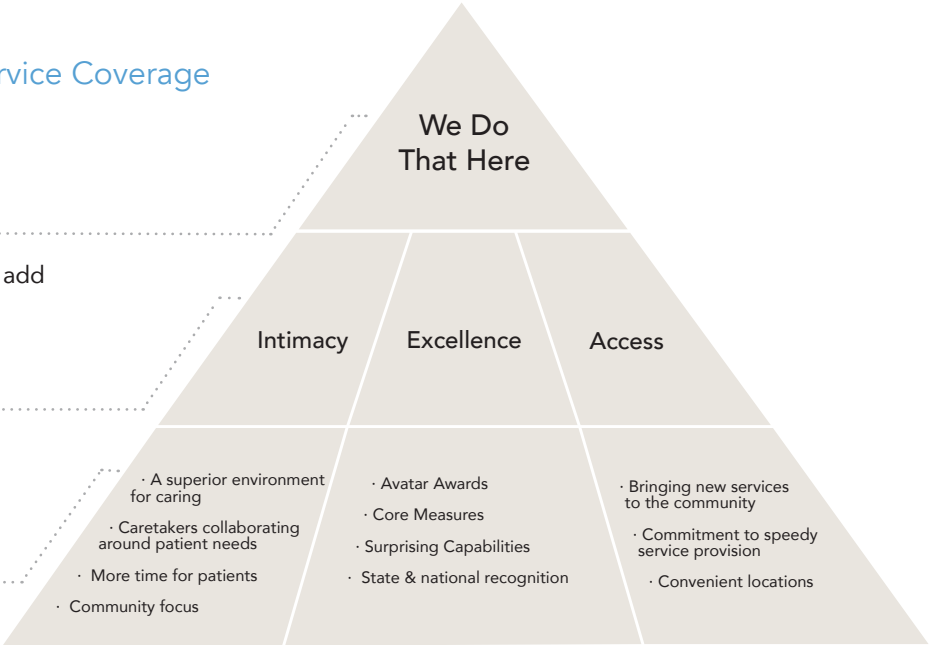 rvice Coverage
We Do
That Here
add
Intimacy
Excellence
Access
· A superior environment
for caring
· Caretakers collaborating
around patient needs
· More time for patients
· Community focus
· Avatar Awards
· Core Measures
· Surprising Capabilities
· State & national recognition
· Bringing new services
to the community
· Commitment to speedy
service provision
· Convenient locations